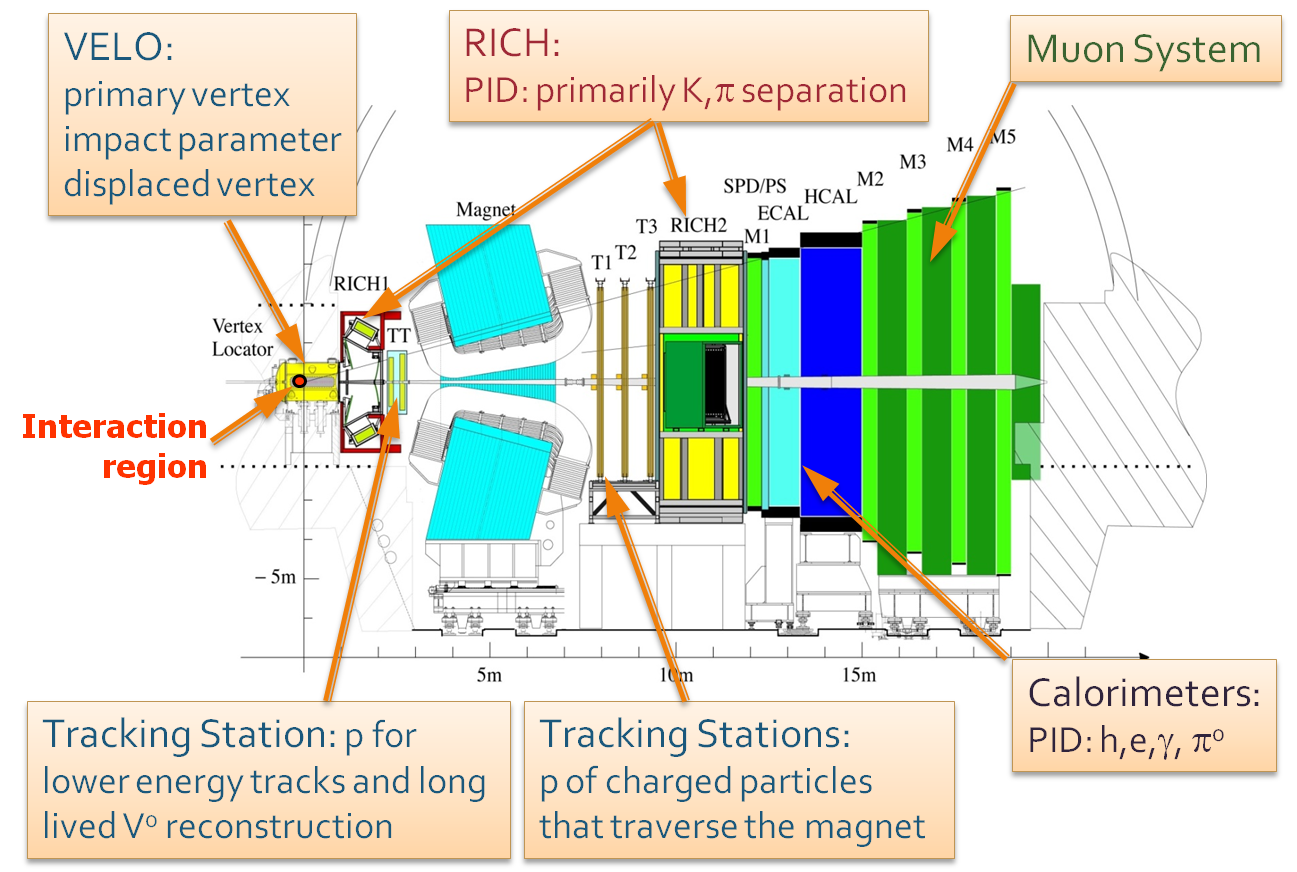 VELO:
primary vertex
impact parameter
displaced vertex
RICH:
PID: primarily K,π separation
Muon System
M5
M4
M3
M2
HCAL
SPD/PS
ECAL
M1
RICH2
T3
T2
T1
Magnet
RICH1
TT
Vertex
Locator
Interaction
region
– 5m
5m
10m
15m
Tracking Station: p for
lower energy tracks and long
lived V⁰ reconstruction
Tracking Stations:
p of charged particles
that traverse the magnet
Calorimeters:
PID: h,e,γ, π⁰